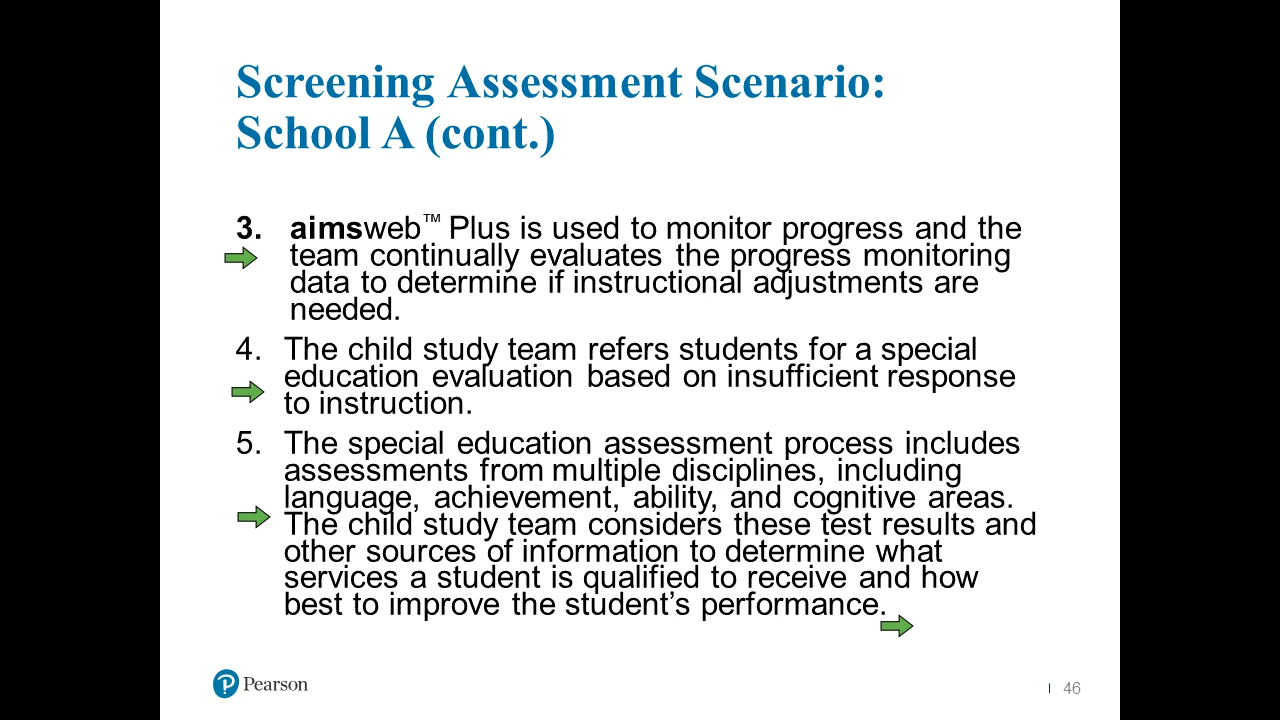 Screening Assessment Scenario:
School A (cont.)
3. aimsweb™ Plus is used to monitor progress and the
team continually evaluates the progress monitoring
data to determine if instructional adjustments are
needed.
4. The child study team refers students for a special
education evaluation based on insufficient response
to instruction.
5. The special education assessment process includes
assessments from multiple disciplines, including
language, achievement, ability, and cognitive areas.
The child study team considers these test results and
other sources of information to determine what
services a student is qualified to receive and how
best to improve the student’s performance.
P Pearson
| 46